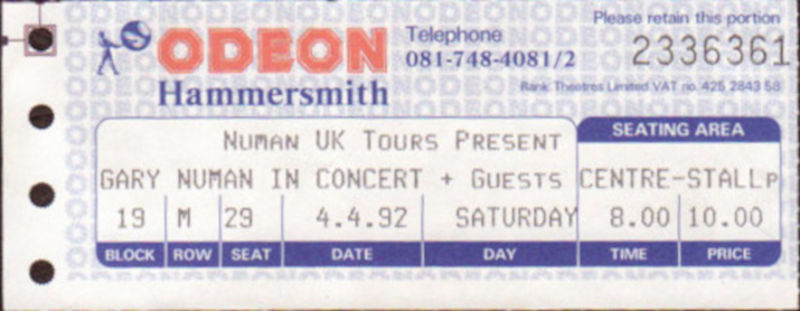 Please retain this portion
ODEON
Hammersmith
Telephone
081-748-4081/2
2336361
Rank Theatres Limited VAT no. 425 2843 58
NUMAN UK TOURS PRESENT
SEATING AREA
GARY NUMAN IN CONCERT + GUESTS
CENTRE-STALLP
19 M 29 4.4.92 SATURDAY 8.00 10.00
BLOCK ROW SEAT DATE DAY TIME PRICE